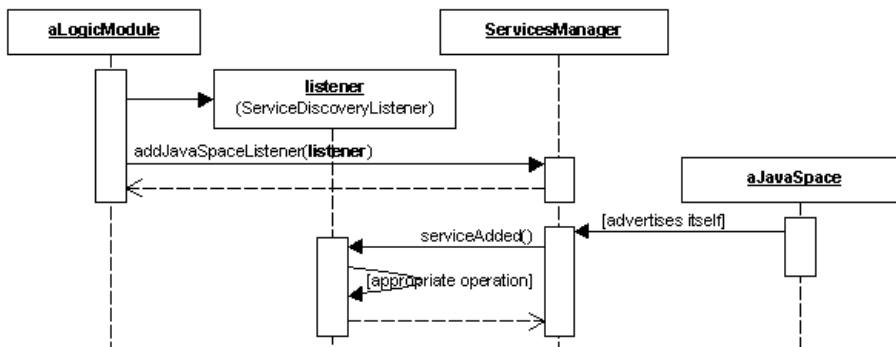 aLogicModule
ServicesManager
listener
(ServiceDiscoveryListener)
addJavaSpaceListener(listener)
aJavaSpace
[advertises itself]
serviceAdded()
[appropriate operation]